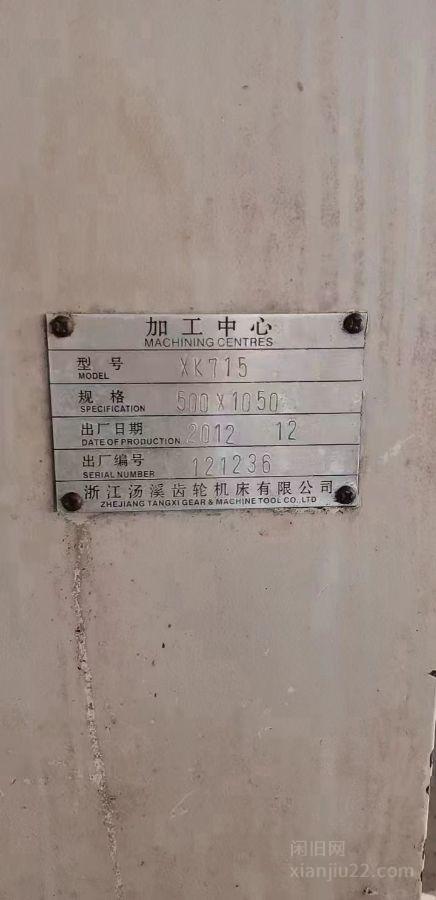 加工中心
MACHINING CENTRES
型号 XK715
MODEL
规格 500X1050
SPECIFICATION
出厂日期 2012 12
DATE OF PRODUCTION
出厂编号 121236
SERIAL NUMBER
浙江汤溪齿轮机床有限公司
ZHEJIANG TANGXI GEAR & MACHINE TOOL CO.,LTD
闲旧网
xianjiu22.com